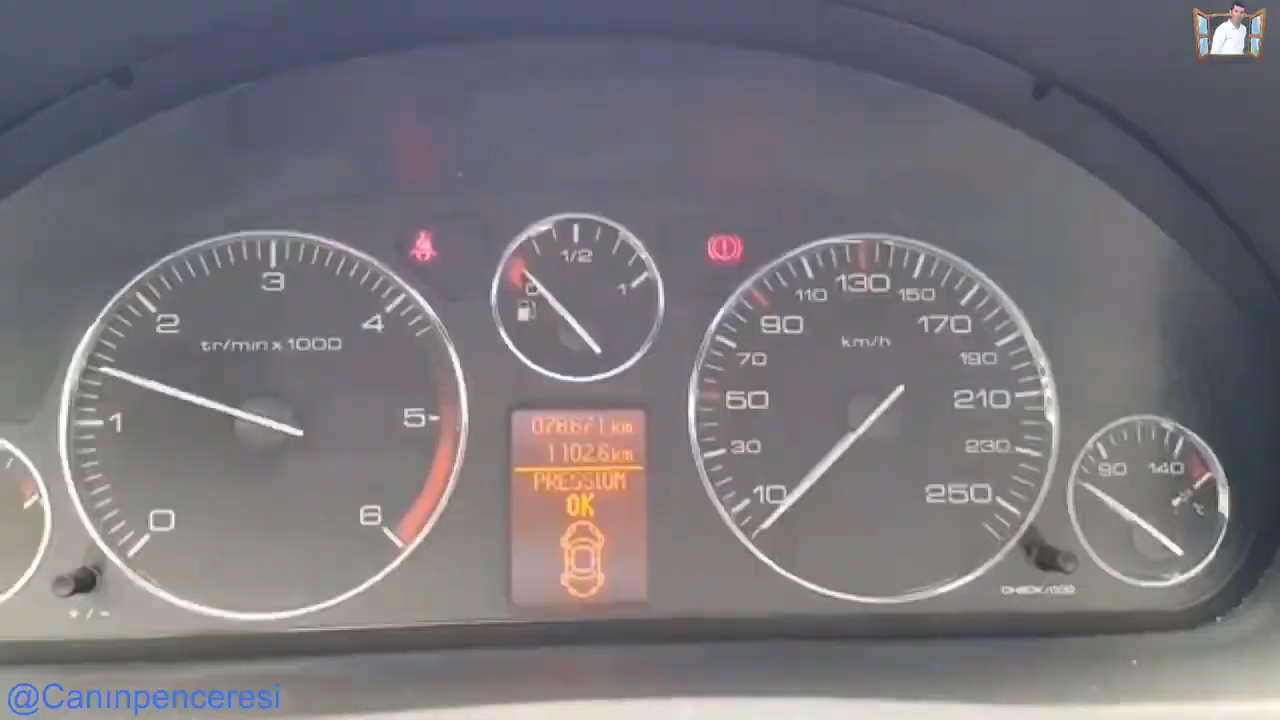 1/2
0
1
3
2
4
tr/min x 1000
1
5
6
0
130
110
150
90
170
km/h
70
190
50
210
30
230
10
250
078671 km
1102.6 km
PRESSION
OK
90
140
°C
+ / -
CHECK/000
@Canınpenceresi